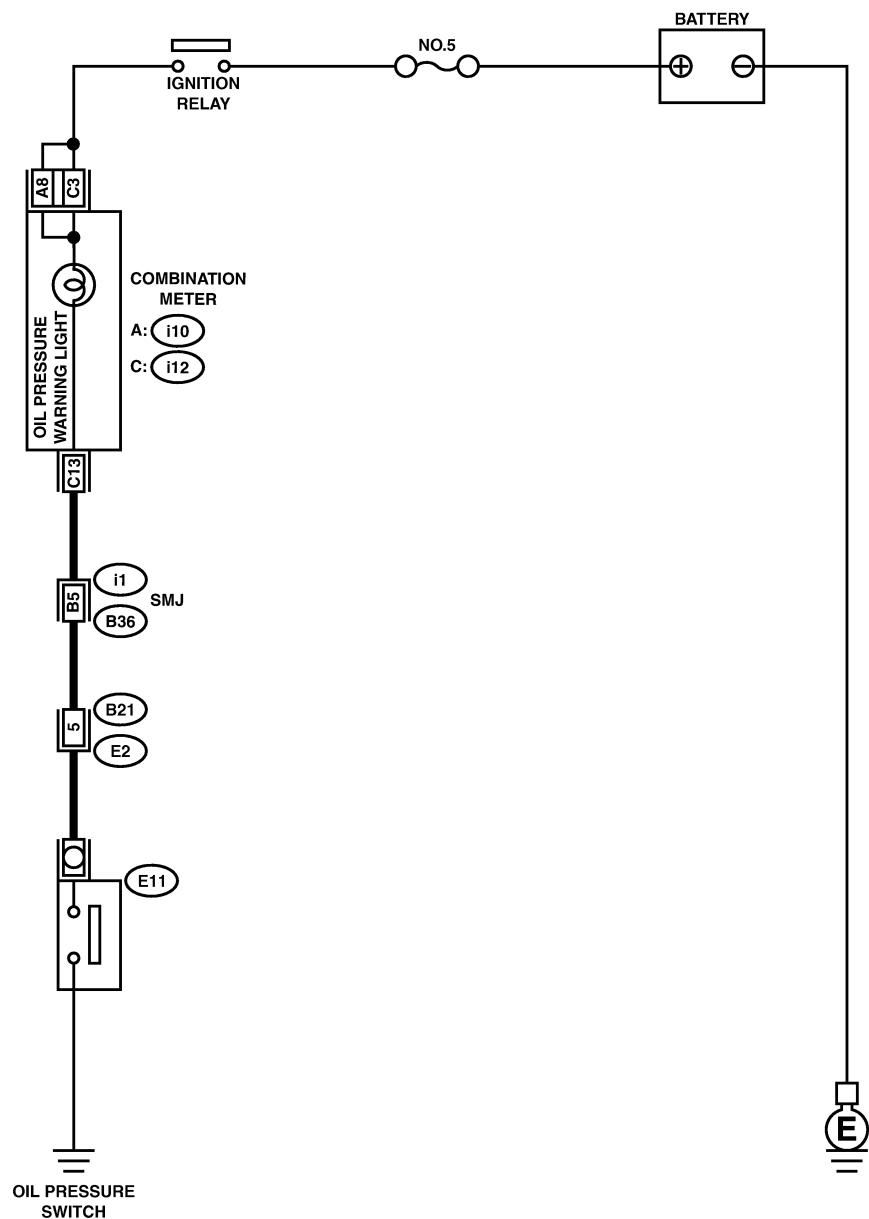 BATTERY
NO.5
IGNITION
RELAY
A8
C3
COMBINATION
METER
A: i10
C: i12
OIL PRESSURE
WARNING LIGHT
C13
i1
B5
SMJ
B36
B21
5
E2
E11
E
OIL PRESSURE
SWITCH